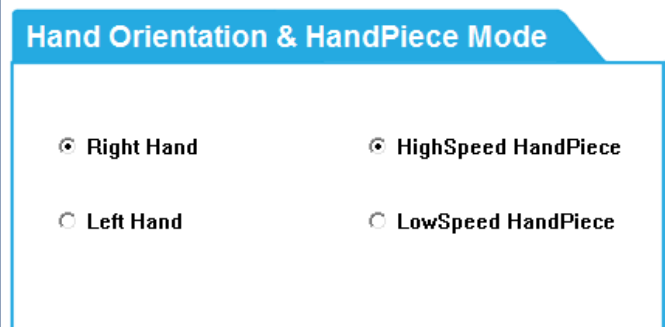 Hand Orientation & HandPiece Mode
Right Hand
HighSpeed HandPiece
Left Hand
LowSpeed HandPiece